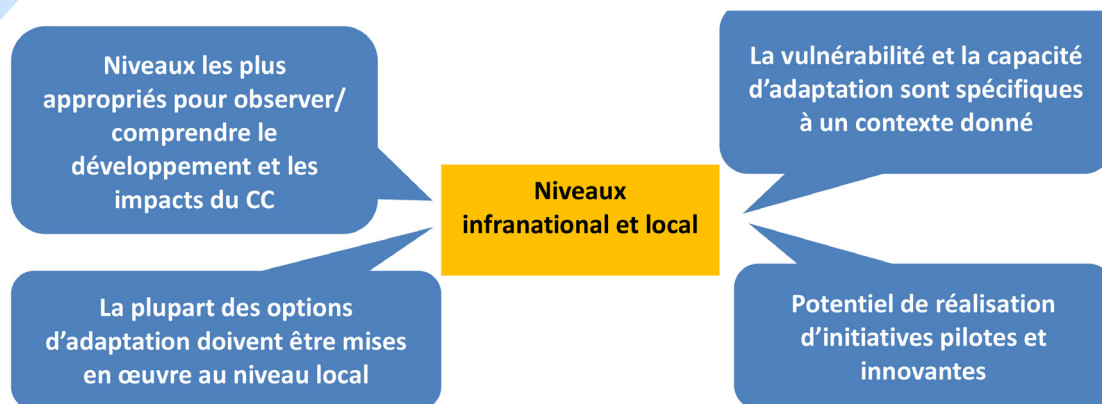 Niveaux les plus
appropriés pour observer/
comprendre le
développement et les
impacts du CC
La vulnérabilité et la capacité
d’adaptation sont spécifiques
à un contexte donné
Niveaux
infranational et local
La plupart des options
d’adaptation doivent être mises
en œuvre au niveau local
Potentiel de réalisation
d’initiatives pilotes et
innovantes